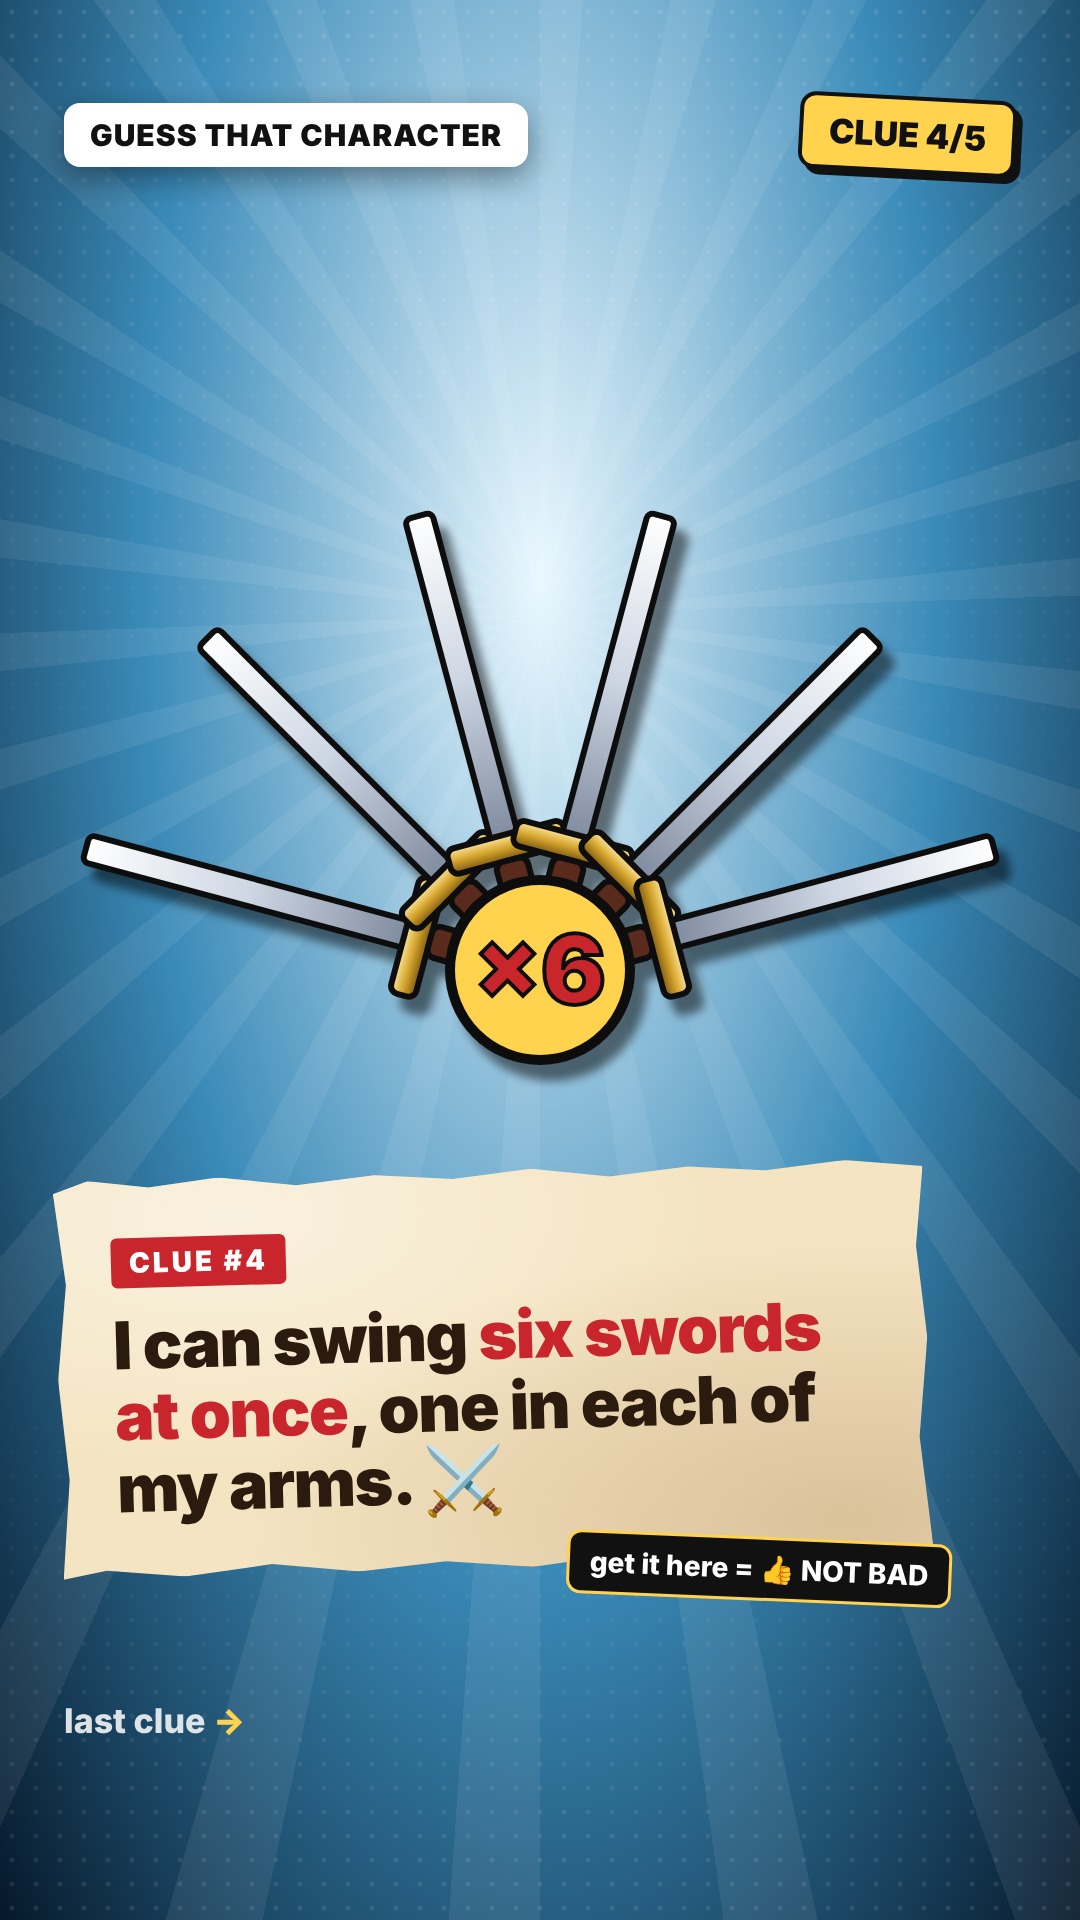 GUESS THAT CHARACTER
CLUE 4/5
×6
CLUE #4
I can swing six swords
at once, one in each of
my arms. ⚔️
get it here = 👍 NOT BAD
last clue →